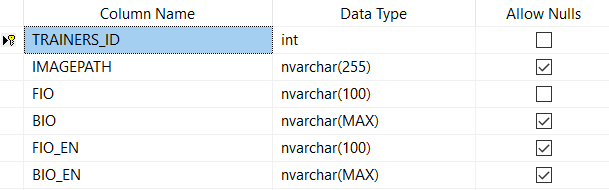 Column Name Data Type Allow Nulls
TRAINERS_ID int
IMAGEPATH nvarchar(255)
FIO nvarchar(100)
BIO nvarchar(MAX)
FIO_EN nvarchar(100)
BIO_EN nvarchar(MAX)